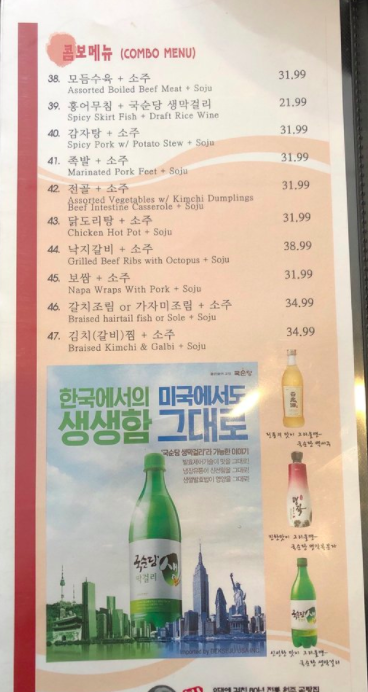 콤보메뉴 (COMBO MENU)
38. 모듬수육 + 소주 31.99
Assorted Boiled Beef Meat + Soju
39. 홍어무침 + 국순당 생막걸리 21.99
Spicy Skirt Fish + Draft Rice Wine
40. 감자탕 + 소주 31.99
Spicy Pork w/ Potato Stew + Soju
41. 족발 + 소주 31.99
Marinated Pork Feet + Soju
42. 전골 + 소주 31.99
Assorted Vegetables w/ Kimchi Dumplings
Beef Intestine Casserole + Soju
43. 닭도리탕 + 소주 31.99
Chicken Hot Pot + Soju
44. 낙지갈비 + 소주 38.99
Grilled Beef Ribs with Octopus + Soju
45. 보쌈 + 소주 31.99
Napa Wraps With Pork + Soju
46. 갈치조림 or 가자미조림 + 소주 34.99
Braised hairtail fish or Sole + Soju
47. 김치(갈비)찜 + 소주 34.99
Braised Kimchi & Galbi + Soju
한국에서의 미국에서도
생생함 그대로
'국순당 생막걸리'라 가능한 이야기
국순당 생
막걸리